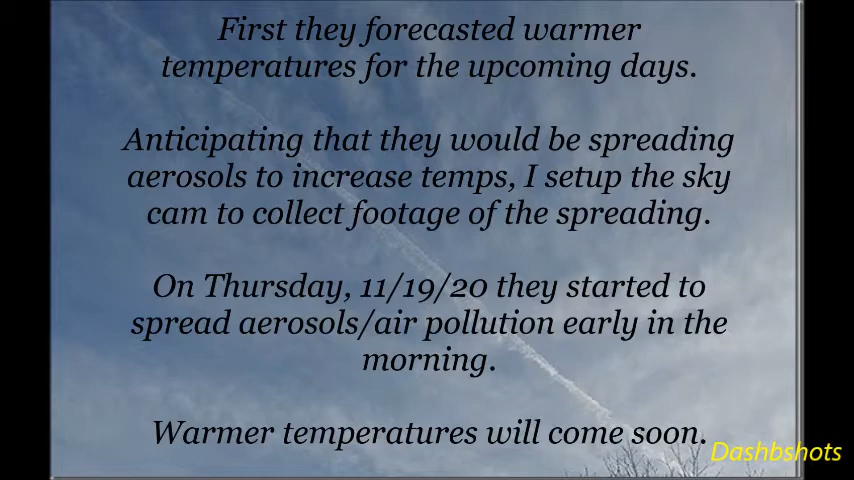 First they forecasted warmer
temperatures for the upcoming days.
Anticipating that they would be spreading
aerosols to increase temps, I setup the sky
cam to collect footage of the spreading.
On Thursday, 11/19/20 they started to
spread aerosols/air pollution early in the
morning.
Warmer temperatures will come soon.
Dashbshots